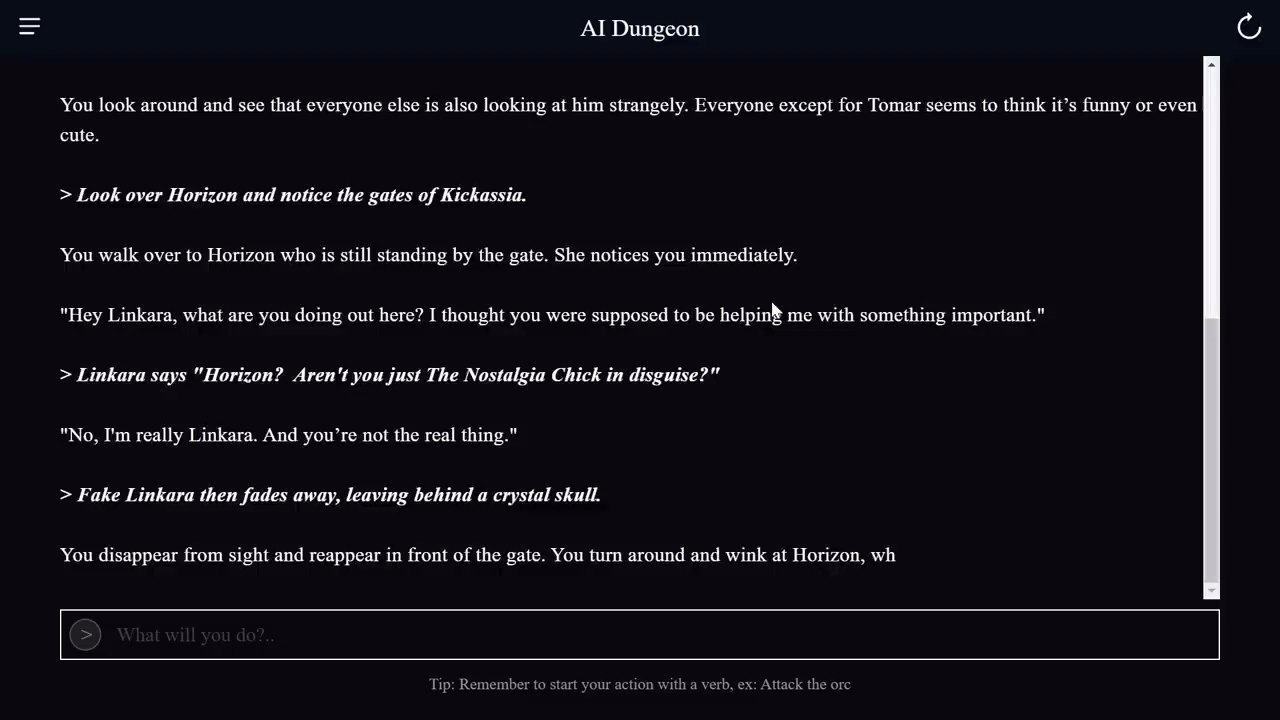 AI Dungeon
You look around and see that everyone else is also looking at him strangely. Everyone except for Tomar seems to think it’s funny or even
cute.
> Look over Horizon and notice the gates of Kickassia.
You walk over to Horizon who is still standing by the gate. She notices you immediately.
"Hey Linkara, what are you doing out here? I thought you were supposed to be helping me with something important."
> Linkara says "Horizon?  Aren't you just The Nostalgia Chick in disguise?"
"No, I'm really Linkara. And you’re not the real thing."
> Fake Linkara then fades away, leaving behind a crystal skull.
You disappear from sight and reappear in front of the gate. You turn around and wink at Horizon, wh
> What will you do?..
Tip: Remember to start your action with a verb, ex: Attack the orc